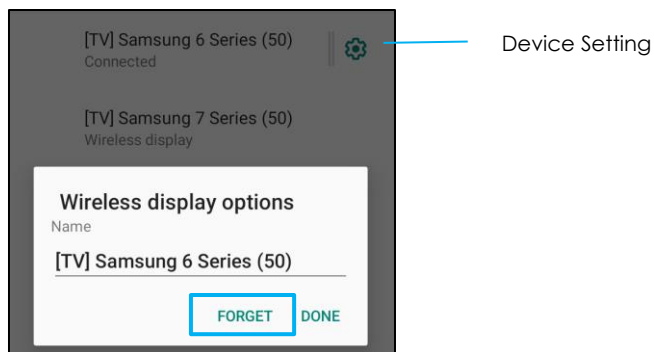 [TV] Samsung 6 Series (50)
Connected
Device Setting
[TV] Samsung 7 Series (50)
Wireless display
Wireless display options
Name
[TV] Samsung 6 Series (50)
FORGET DONE